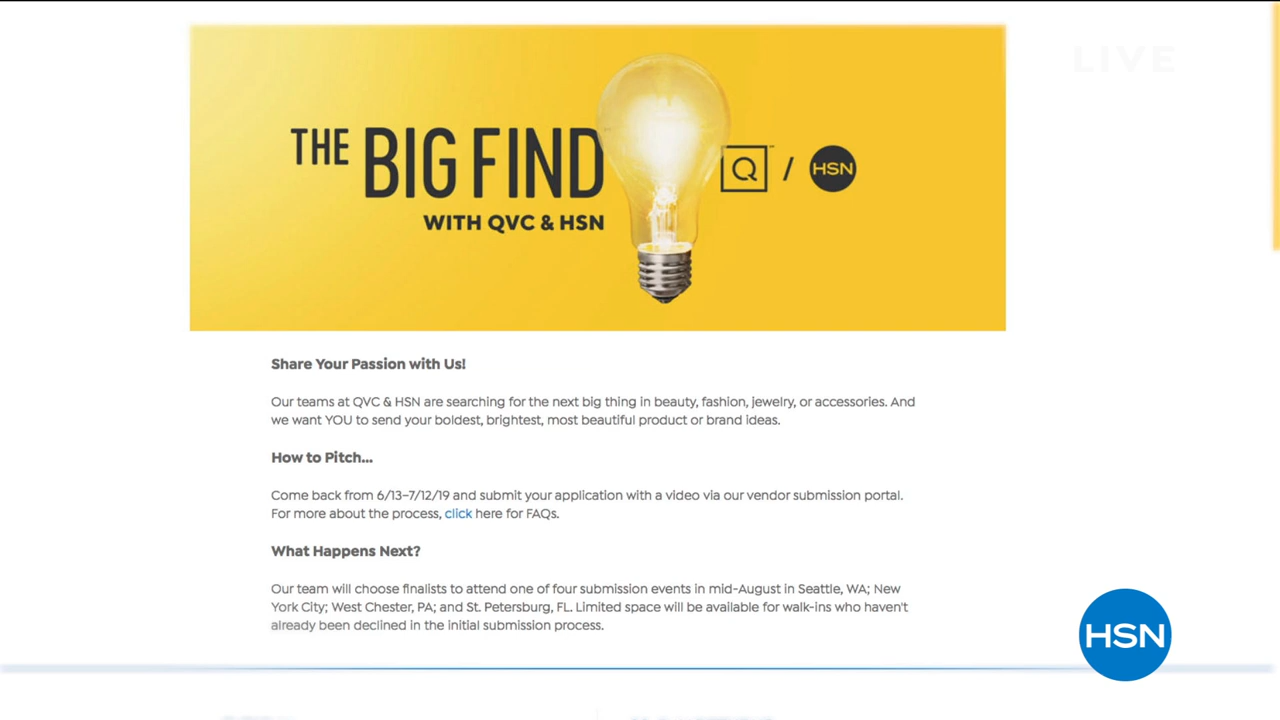 LIVE
THE BIG FIND
WITH QVC & HSN
Q / HSN
Share Your Passion with Us!
Our teams at QVC & HSN are searching for the next big thing in beauty, fashion, jewelry, or accessories. And
we want YOU to send your boldest, brightest, most beautiful product or brand ideas.
How to Pitch...
Come back from 6/13–7/12/19 and submit your application with a video via our vendor submission portal.
For more about the process, click here for FAQs.
What Happens Next?
Our team will choose finalists to attend one of four submission events in mid-August in Seattle, WA; New
York City; West Chester, PA; and St. Petersburg, FL. Limited space will be available for walk-ins who haven't
already been declined in the initial submission process.
HSN